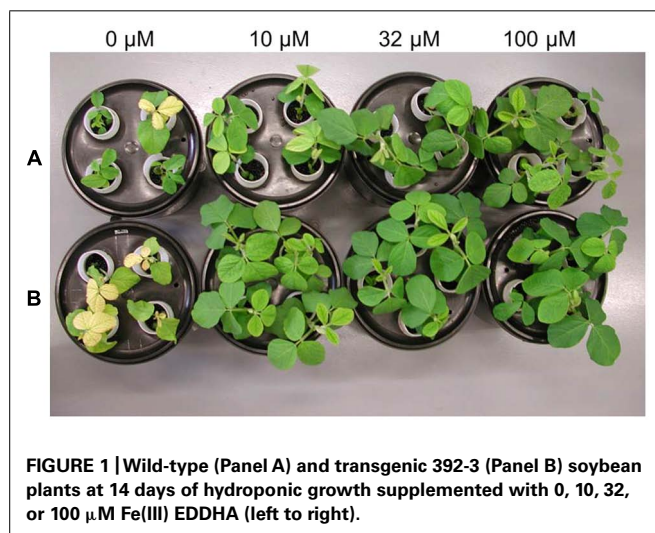 0 µM 10 µM 32 µM 100 µM
A
B
FIGURE 1 | Wild-type (Panel A) and transgenic 392-3 (Panel B) soybean
plants at 14 days of hydroponic growth supplemented with 0, 10, 32,
or 100 µM Fe(III) EDDHA (left to right).